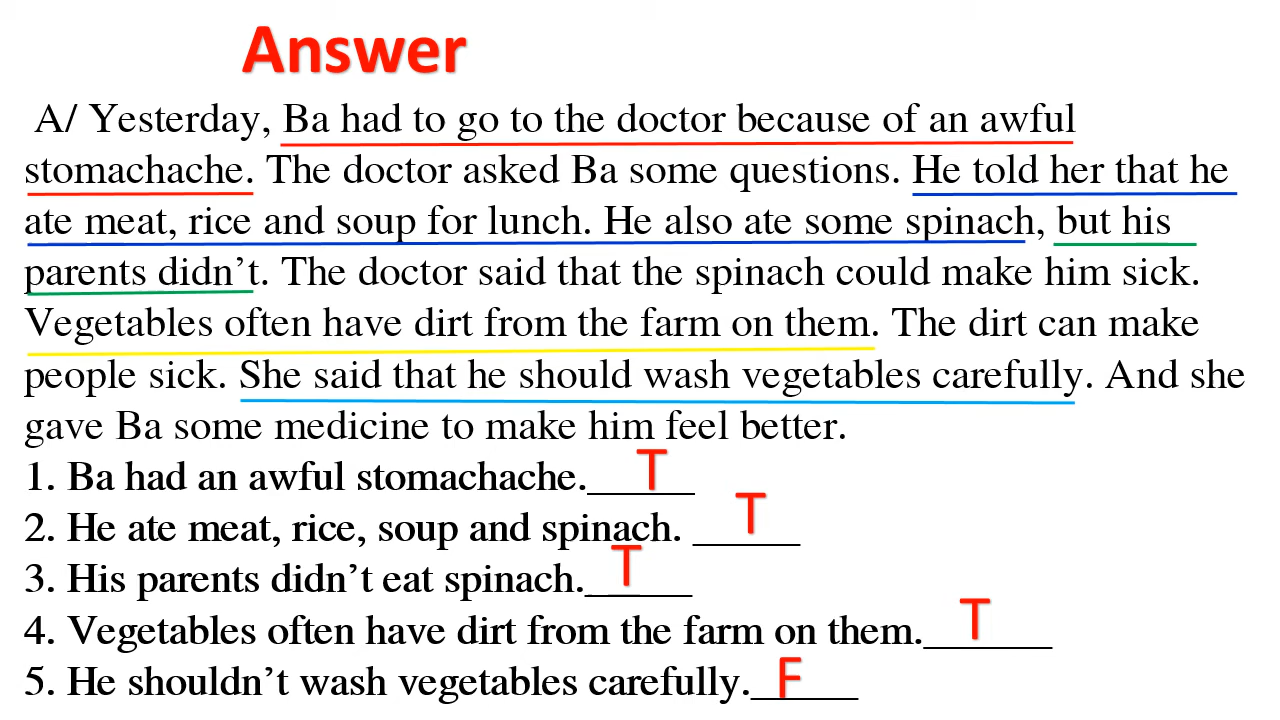 Answer
A/ Yesterday, Ba had to go to the doctor because of an awful
stomachache. The doctor asked Ba some questions. He told her that he
ate meat, rice and soup for lunch. He also ate some spinach, but his
parents didn’t. The doctor said that the spinach could make him sick.
Vegetables often have dirt from the farm on them. The dirt can make
people sick. She said that he should wash vegetables carefully. And she
gave Ba some medicine to make him feel better.
1. Ba had an awful stomachache._____ T
2. He ate meat, rice, soup and spinach. _____ T
3. His parents didn’t eat spinach._____ T
4. Vegetables often have dirt from the farm on them.______ T
5. He shouldn’t wash vegetables carefully._____ F